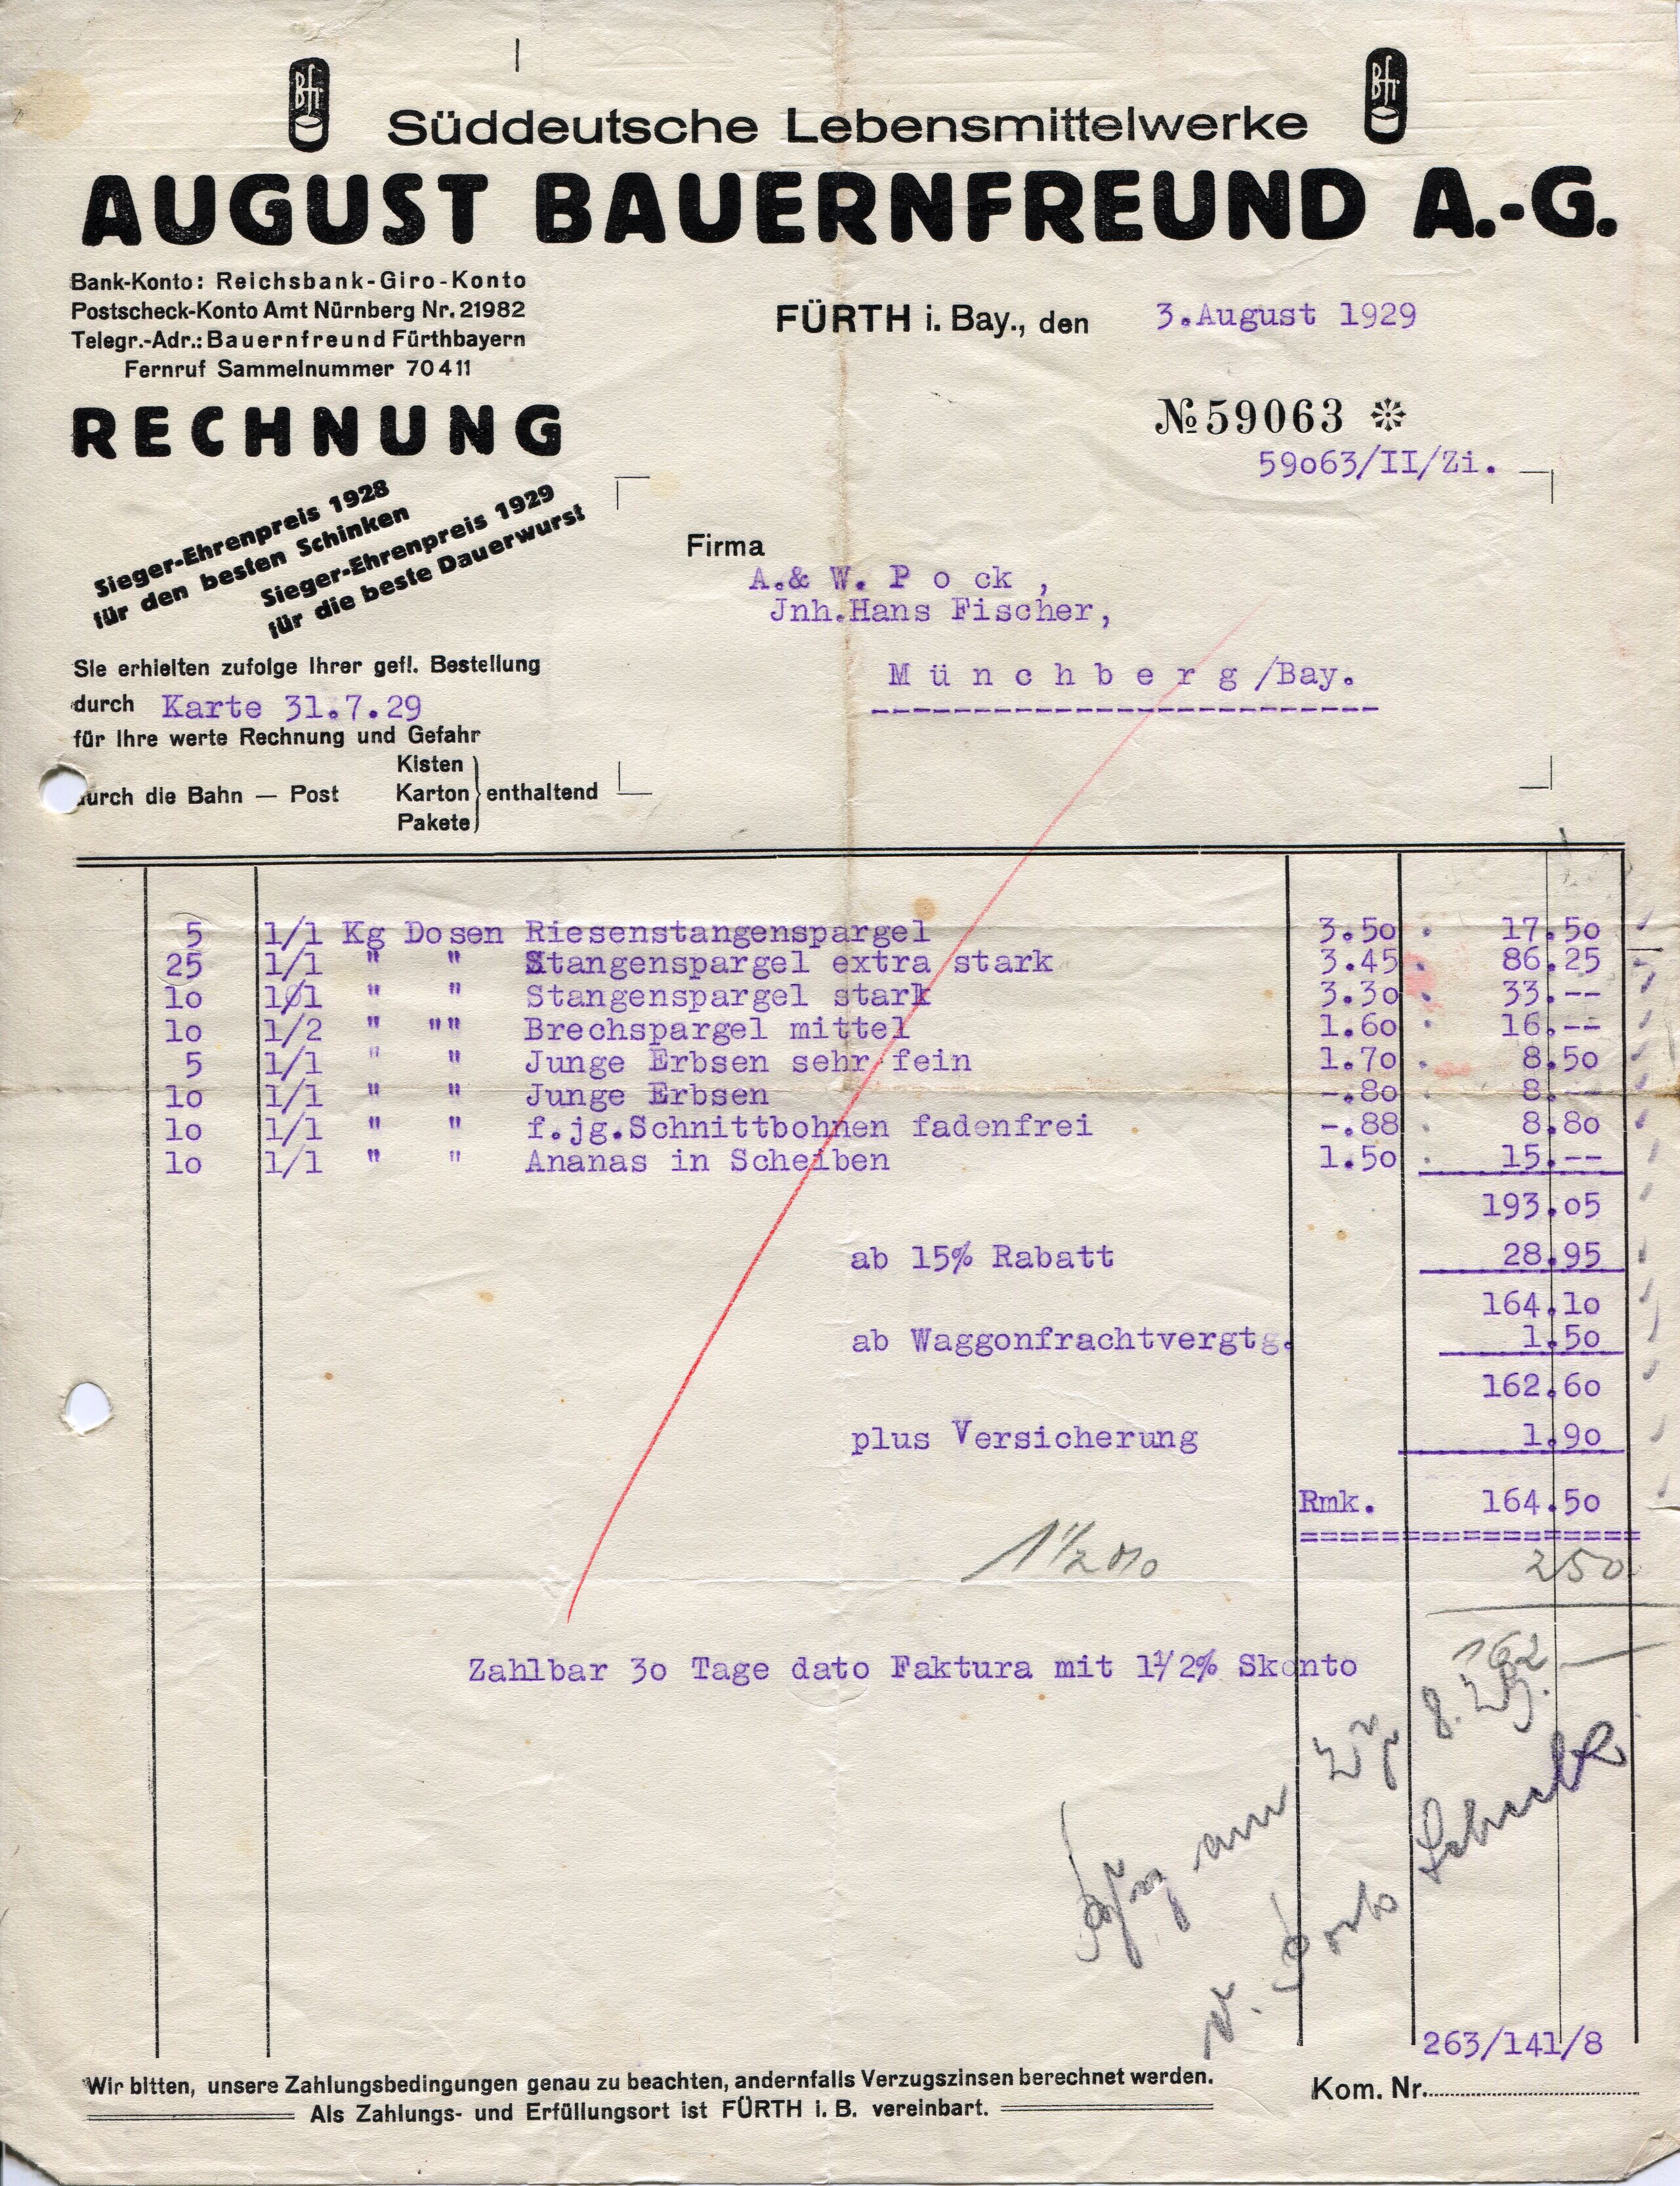 Bfr. Bfr.
Süddeutsche Lebensmittelwerke
AUGUST BAUERNFREUND A.-G.
Bank-Konto: Reichsbank-Giro-Konto
Postscheck-Konto Amt Nürnberg Nr. 21982
Telegr.-Adr.: Bauernfreund Fürthbayern
Fernruf Sammelnummer 70411
FÜRTH i. Bay., den 3.August 1929
RECHNUNG
№ 59063
59o63/II/Zi.
Sieger-Ehrenpreis 1928
für den besten Schinken
Sieger-Ehrenpreis 1929
für die beste Dauerwurst
Firma
A.& W. P o ck ,
Jnh.Hans Fischer,
M ü n c h b e r g /Bay.
Sie erhielten zufolge Ihrer gefl. Bestellung
durch Karte 31.7.29
für Ihre werte Rechnung und Gefahr
durch die Bahn — Post Kisten Karton Pakete enthaltend
5 1/1 Kg Dosen Riesenstangenspargel 3.5o 17.5o
25 1/1 " " Stangenspargel extra stark 3.45 86.25
1o 1/1 " " Stangenspargel stark 3.3o 33.--
1o 1/2 " "" Brechspargel mittel 1.6o 16.--
5 1/1 " " Junge Erbsen sehr fein 1.7o 8.5o
1o 1/1 " " Junge Erbsen -.8o 8.--
1o 1/1 " " f.jg.Schnittbohnen fadenfrei -.88 8.8o
1o 1/1 " " Ananas in Scheiben 1.5o 15.--
193.o5
ab 15% Rabatt 28.95
164.1o
ab Waggonfrachtvergtg. 1.5o
162.6o
plus Versicherung 1.9o
Rmk. 164.5o
1 1/2 % 250
162 —
Zahlbar 3o Tage dato Faktura mit 1 1/2% Skonto
263/141/8
Wir bitten, unsere Zahlungsbedingungen genau zu beachten, andernfalls Verzugszinsen berechnet werden.
Kom. Nr.
Als Zahlungs- und Erfüllungsort ist FÜRTH i. B. vereinbart.